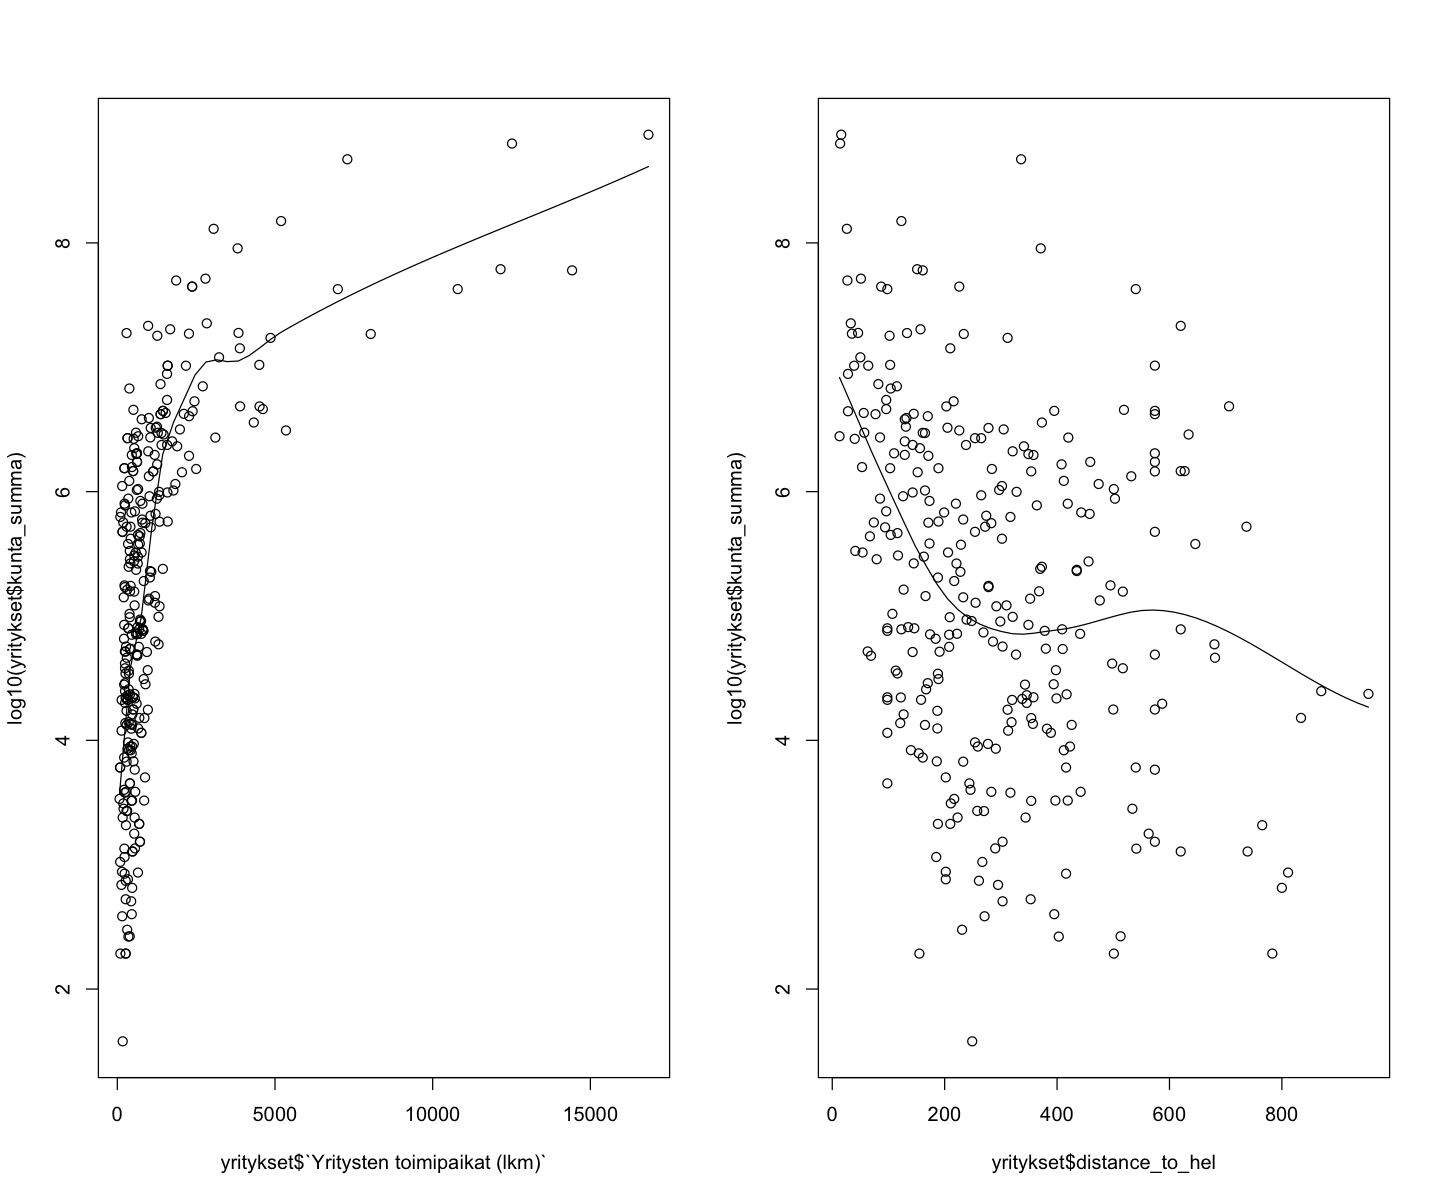 log10(yritykset$kunta_summa)
8
6
4
2
0 5000 10000 15000
yritykset$`Yritysten toimipaikat (lkm)`
log10(yritykset$kunta_summa)
8
6
4
2
0 200 400 600 800
yritykset$distance_to_hel